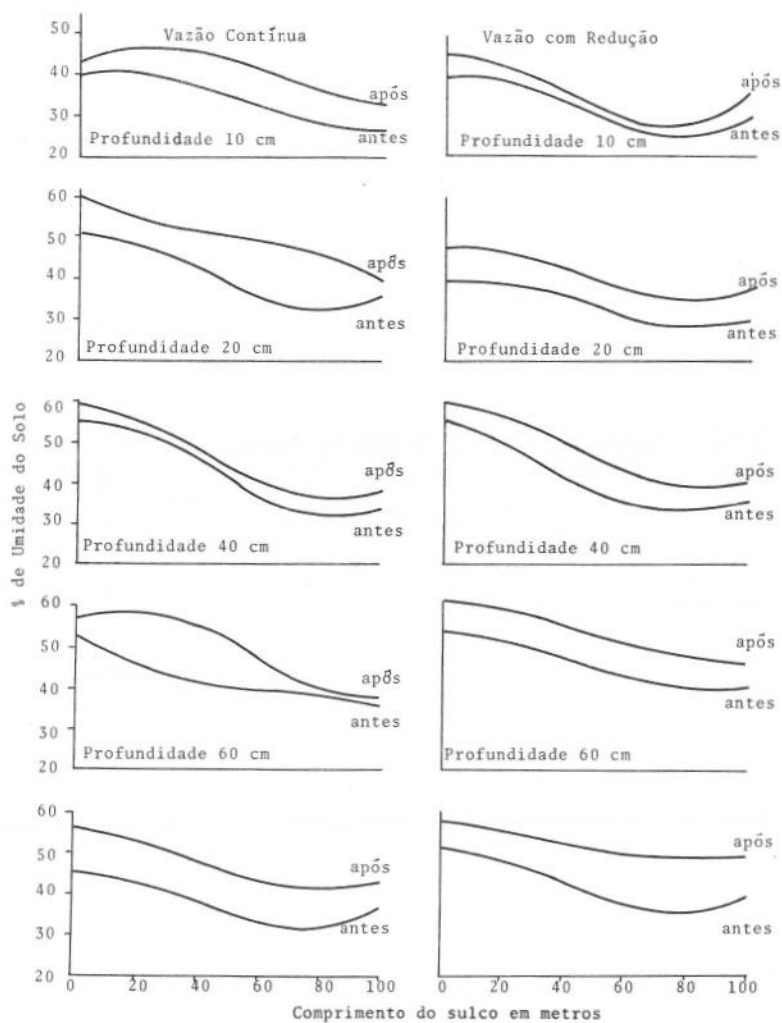 Vazão Contínua
Vazão com Redução
50
40
30
20
após
antes
Profundidade 10 cm
após
antes
Profundidade 10 cm
60
50
40
30
20
após
antes
Profundidade 20 cm
após
antes
Profundidade 20 cm
% de Umidade do Solo
60
50
40
30
20
após
antes
Profundidade 40 cm
após
antes
Profundidade 40 cm
60
50
40
30
20
após
antes
Profundidade 60 cm
após
antes
Profundidade 60 cm
60
50
40
30
20
após
antes
após
antes
0 20 40 60 80 100
0 20 40 60 80 100
Comprimento do sulco em metros